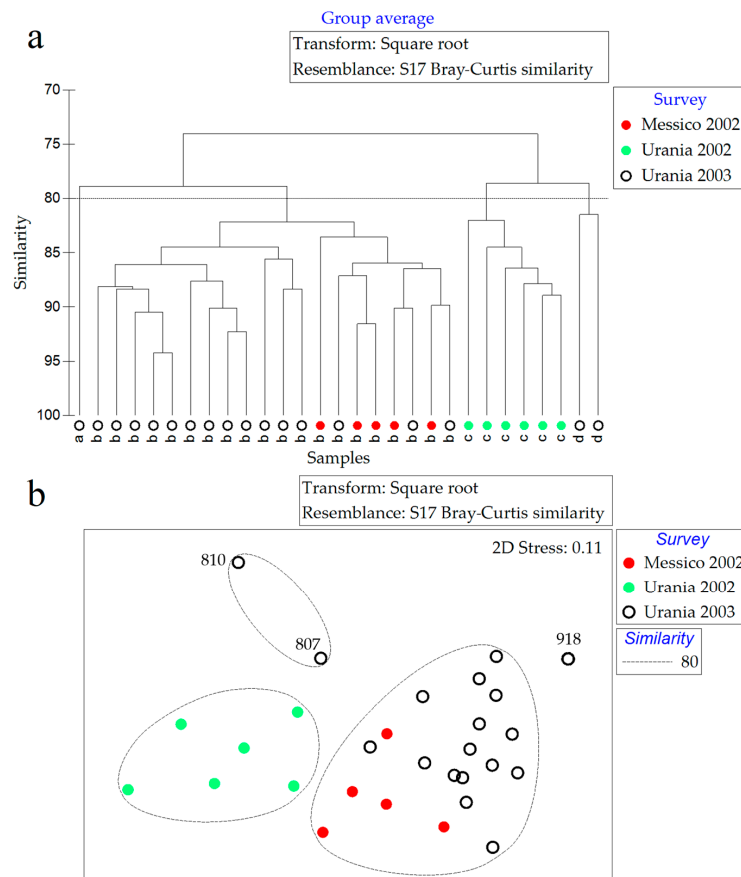 a
Group average
Transform: Square root
Resemblance: S17 Bray-Curtis similarity
Survey
Messico 2002
Urania 2002
Urania 2003
70
75
80
85
90
95
100
Similarity
a b b b b b b b b b b b b b b b b b b b b c c c c c c d d
Samples
b
Transform: Square root
Resemblance: S17 Bray-Curtis similarity
2D Stress: 0.11
810
807
918
Survey
Messico 2002
Urania 2002
Urania 2003
Similarity
80